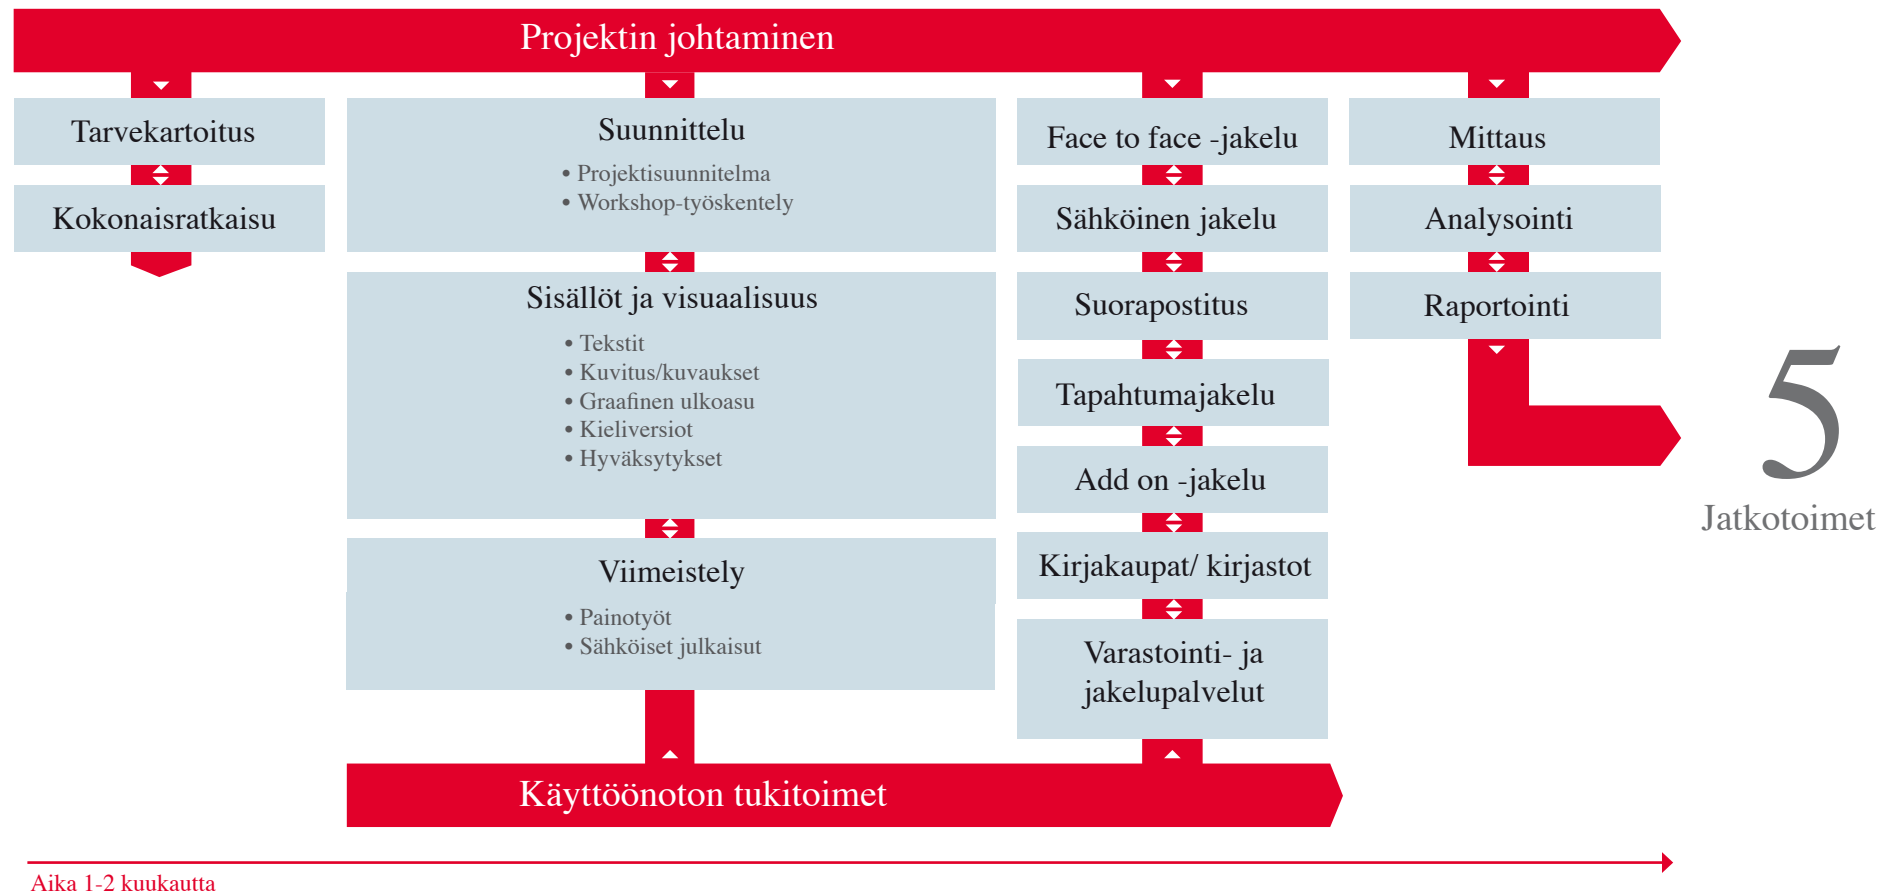 Projektin johtaminen
Tarvekartoitus
Kokonaisratkaisu
Suunnittelu
• Projektisuunnitelma
• Workshop-työskentely
Sisällöt ja visuaalisuus
• Tekstit
• Kuvitus/kuvaukset
• Graafinen ulkoasu
• Kieliversiot
• Hyväksytykset
Viimeistely
• Painotyöt
• Sähköiset julkaisut
Face to face -jakelu
Sähköinen jakelu
Suorapostitus
Tapahtumajakelu
Add on -jakelu
Kirjakaupat/ kirjastot
Varastointi- ja
jakelupalvelut
Mittaus
Analysointi
Raportointi
5
Jatkotoimet
Käyttöönoton tukitoimet
Aika 1-2 kuukautta